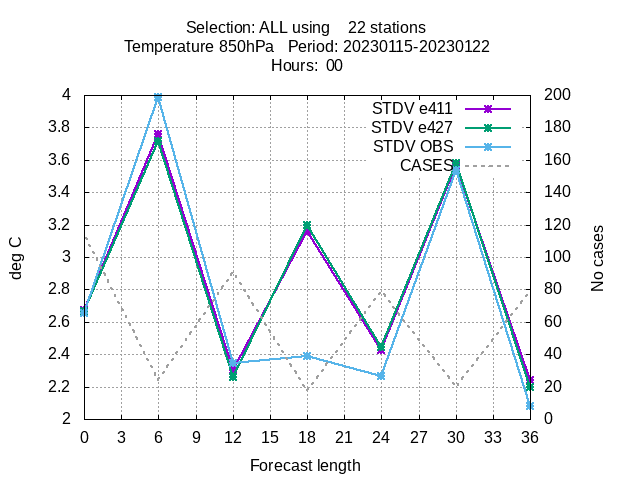 Selection: ALL using 22 stations
Temperature 850hPa Period: 20230115-20230122
Hours: 00
4
3.8
3.6
3.4
3.2
3
2.8
2.6
2.4
2.2
2
deg C
STDV e411
STDV e427
STDV OBS
CASES
200
180
160
140
120
100
80
60
40
20
0
No cases
0 3 6 9 12 15 18 21 24 27 30 33 36
Forecast length